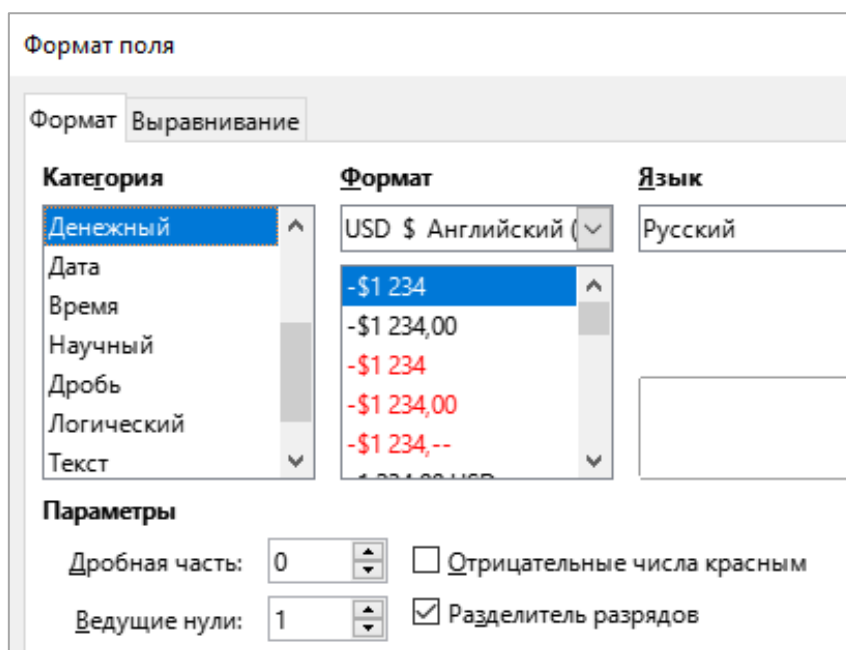 Формат поля
Формат Выравнивание
Категория Формат Язык
Денежный USD $ Английский ( Русский
Дата
Время
Научный
Дробь
Логический
Текст
-$1 234
-$1 234,00
-$1 234
-$1 234,00
-$1 234,--
Параметры
Дробная часть: 0 Отрицательные числа красным
Ведущие нули: 1 Разделитель разрядов